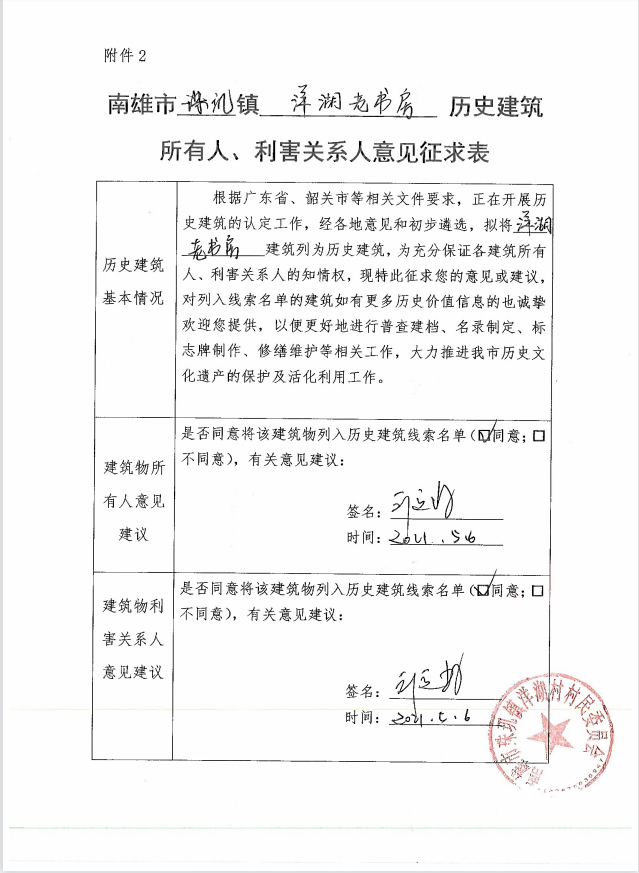 附件 2
南雄市珠玑镇 洋湖老书房 历史建筑
所有人、利害关系人意见征求表
历史建筑
基本情况
根据广东省、韶关市等相关文件要求，正在开展历
史建筑的认定工作，经各地意见和初步遴选，拟将洋湖
老书房 建筑列为历史建筑，为充分保证各建筑所有
人、利害关系人的知情权，现特此征求您的意见或建议，
对列入线索名单的建筑如有更多历史价值信息的也诚挚
欢迎您提供，以便更好地进行普查建档、名录制定、标
志牌制作、修缮维护等相关工作，大力推进我市历史文
化遗产的保护及活化利用工作。
建筑物所
有人意见
建议
是否同意将该建筑物列入历史建筑线索名单（☑同意；□
不同意），有关意见建议：
签名：
时间：2021.5.6
建筑物利
害关系人
意见建议
是否同意将该建筑物列入历史建筑线索名单（☑同意；□
不同意），有关意见建议：
签名：
时间：2021.5.6
南雄市珠玑镇洋湖村村民委员会